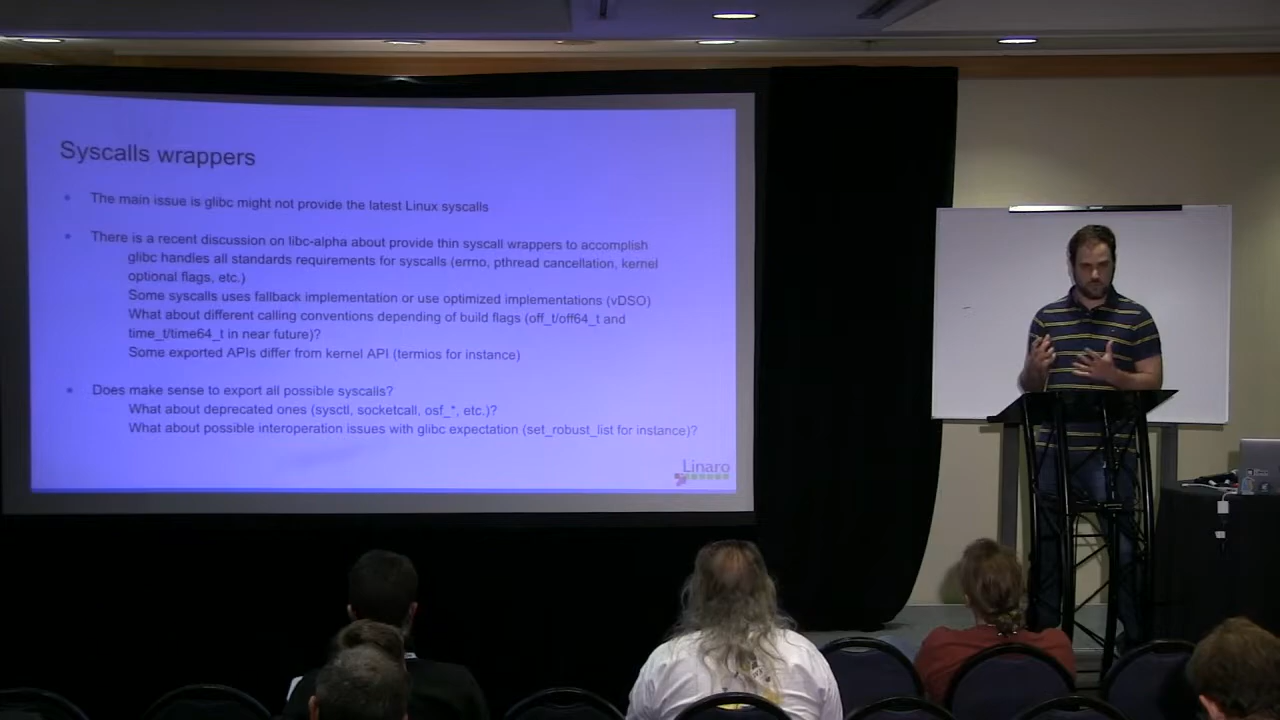 Syscalls wrappers
The main issue is glibc might not provide the latest Linux syscalls
There is a recent discussion on libc-alpha about provide thin syscall wrappers to accomplish
glibc handles all standards requirements for syscalls (errno, pthread cancellation, kernel
optional flags, etc.)
Some syscalls uses fallback implementation or use optimized implementations (vDSO)
What about different calling conventions depending of build flags (off_t/off64_t and
time_t/time64_t in near future)?
Some exported APIs differ from kernel API (termios for instance)
Does make sense to export all possible syscalls?
What about deprecated ones (sysctl, socketcall, osf_*, etc.)?
What about possible interoperation issues with glibc expectation (set_robust_list for instance)?
Linaro